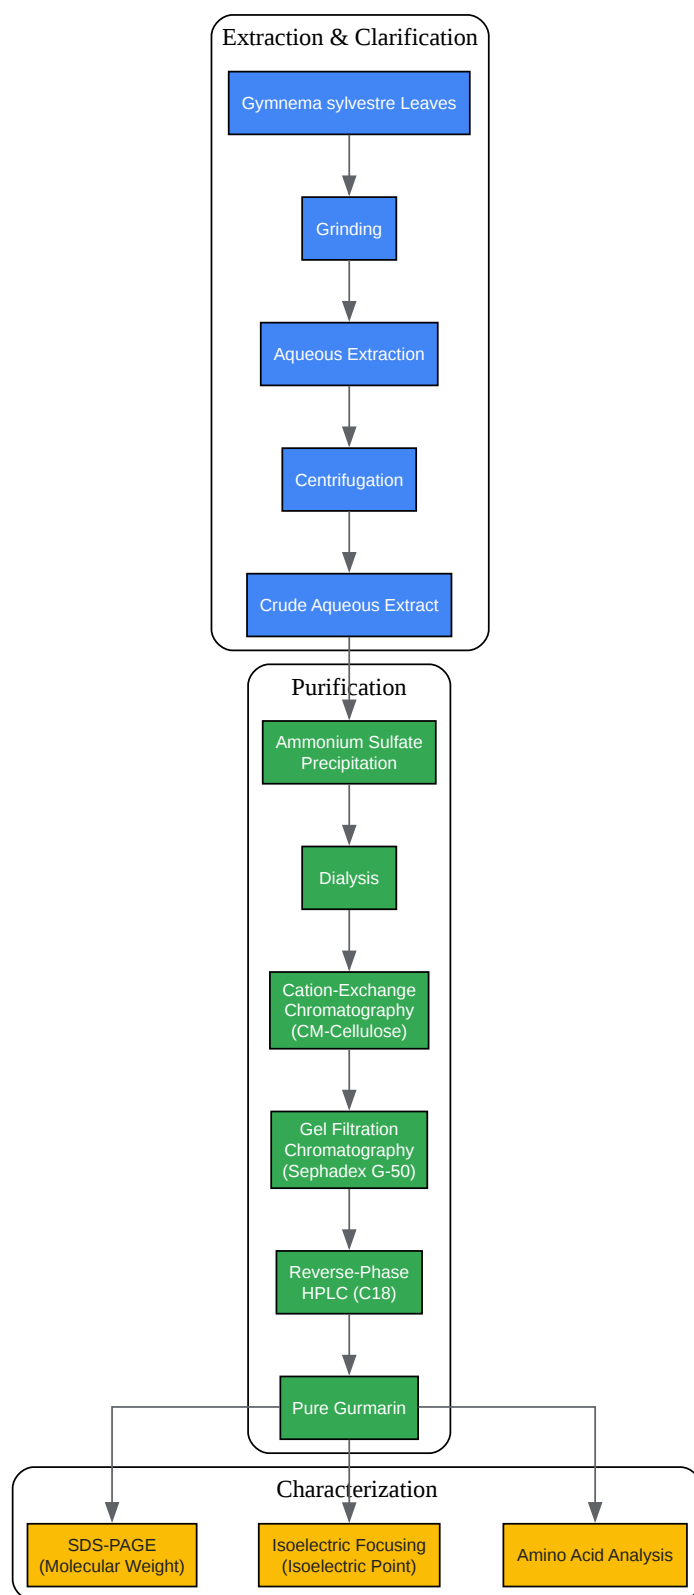 Extraction & Clarification
Gymnema sylvestre Leaves
Grinding
Aqueous Extraction
Centrifugation
Crude Aqueous Extract
Purification
Ammonium Sulfate
Precipitation
Dialysis
Cation-Exchange
Chromatography
(CM-Cellulose)
Gel Filtration
Chromatography
(Sephadex G-50)
Reverse-Phase
HPLC (C18)
Pure Gurmarin
Characterization
SDS-PAGE
(Molecular Weight)
Isoelectric Focusing
(Isoelectric Point)
Amino Acid Analysis